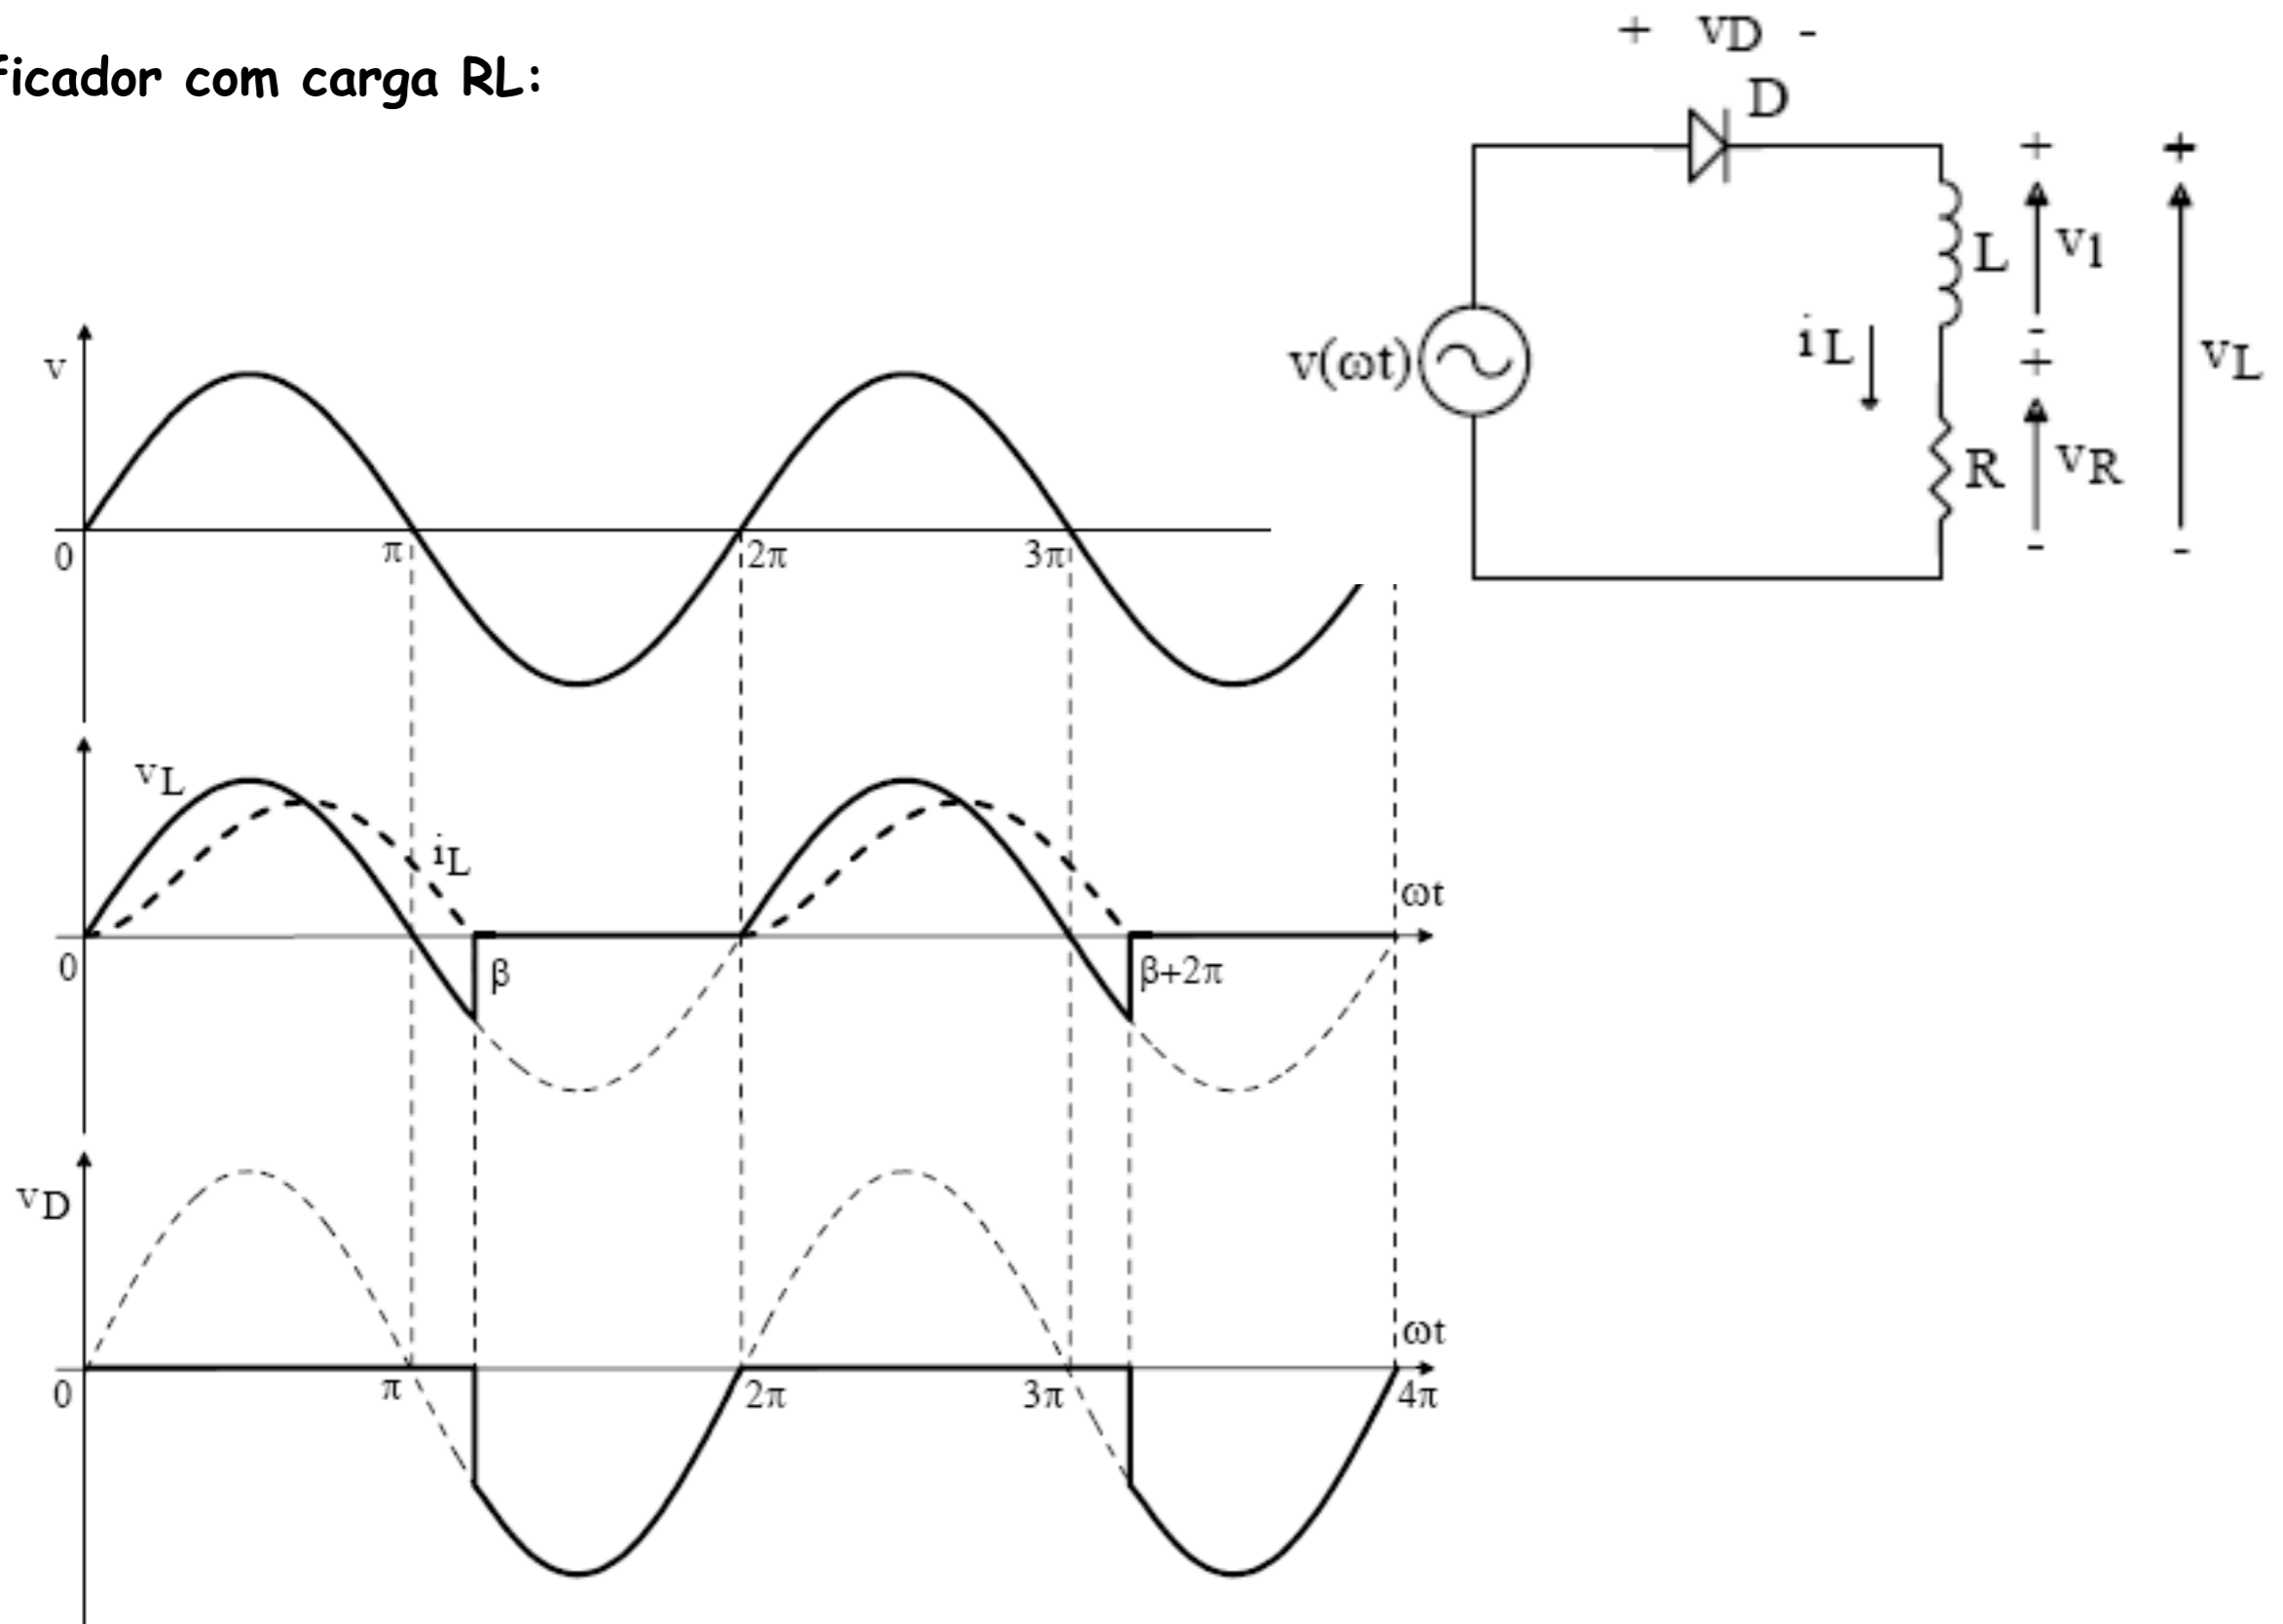 ficador com carga RL:
+ vD -
D
+ +
L vl
v(ωt) iL - vL
+
R vR
- -
v
0 π 2π 3π
vL
iL
ωt
0 β β+2π
vD
ωt
0 π 2π 3π 4π